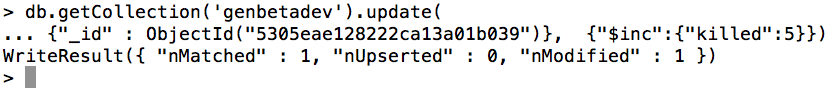 > db.getCollection('genbetadev').update(
... {"_id" : ObjectId("5305eae128222ca13a01b039")},  {"$inc":{"killed":5}})
WriteResult({ "nMatched" : 1, "nUpserted" : 0, "nModified" : 1 })
>